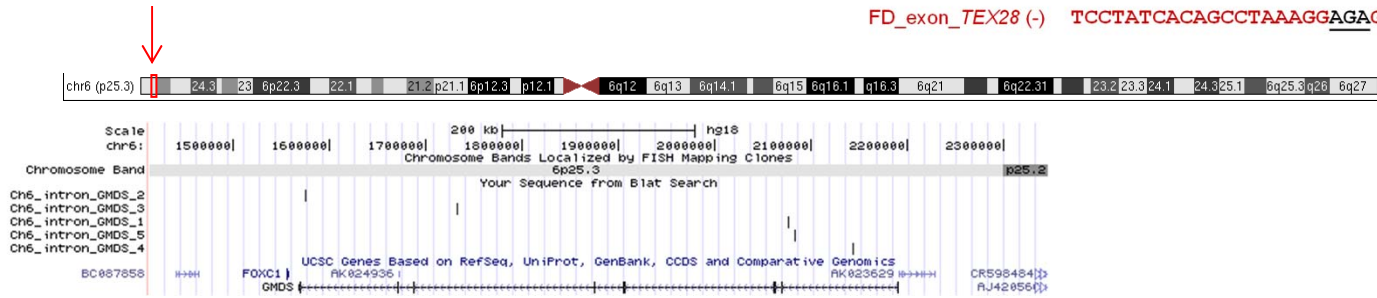 FD_exon_TEX28 (-) TCCTATCACAGCCTAAAGGAGAG
chr6 (p25.3) 24.3 23 6p22.3 22.1 21.2 p21.1 6p12.3 p12.1 6q12 6q13 6q14.1 6q15 6q16.1 q16.3 6q21 6q22.31 23.2 23.3 24.1 24.3 25.1 6q25.3 q26 6q27
Scale 200 kb hg18
chr6: 1500000 1600000 1700000 1800000 1900000 2000000 2100000 2200000 2300000
Chromosome Bands Localized by FISH Mapping Clones
Chromosome Band 6p25.3 p25.2
Your Sequence from Blat Search
Ch6_intron_GMDS_2
Ch6_intron_GMDS_3
Ch6_intron_GMDS_1
Ch6_intron_GMDS_5
Ch6_intron_GMDS_4
UCSC Genes Based on RefSeq, UniProt, GenBank, CCDS and Comparative Genomics
BC087858 FOXC1 AK024936 AK023629 CR598484
GMDS AJ42056